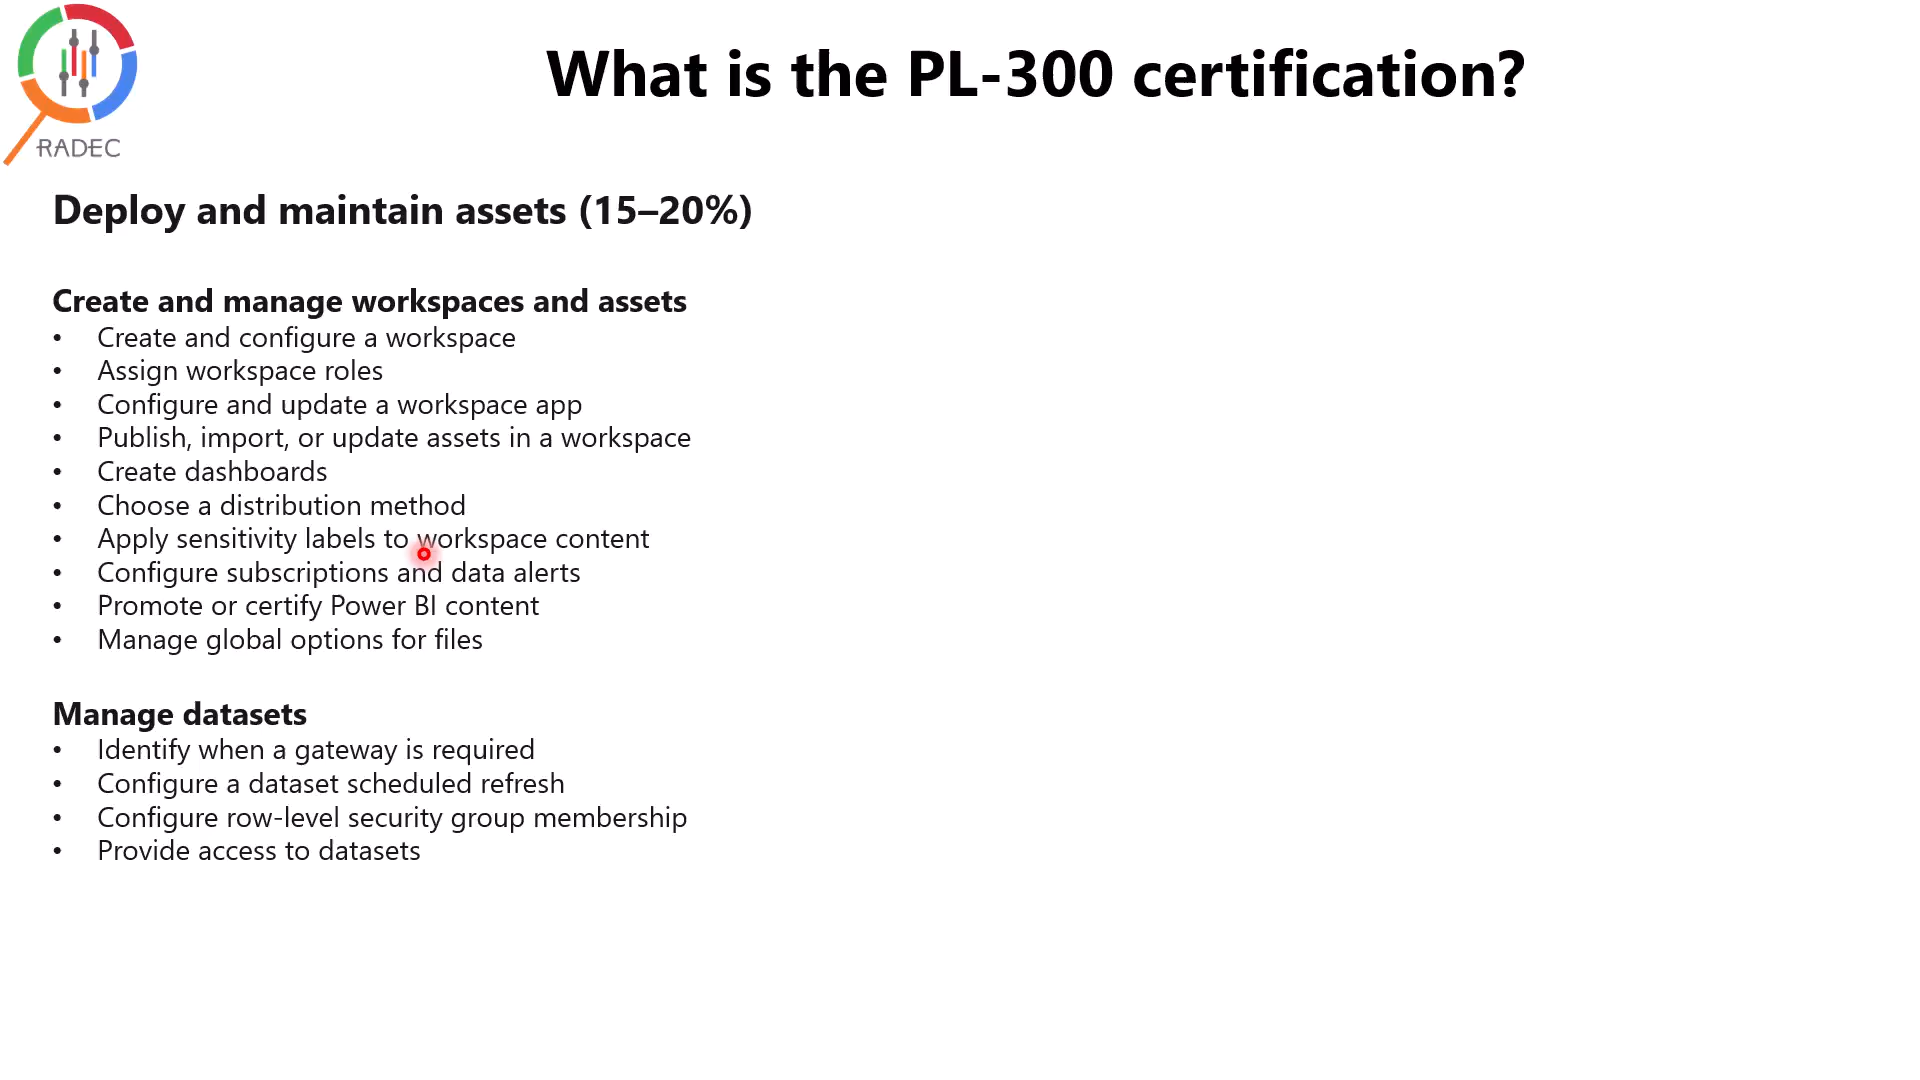 What is the PL-300 certification?
RADEC
Deploy and maintain assets (15–20%)
Create and manage workspaces and assets
• Create and configure a workspace
• Assign workspace roles
• Configure and update a workspace app
• Publish, import, or update assets in a workspace
• Create dashboards
• Choose a distribution method
• Apply sensitivity labels to workspace content
• Configure subscriptions and data alerts
• Promote or certify Power BI content
• Manage global options for files
Manage datasets
• Identify when a gateway is required
• Configure a dataset scheduled refresh
• Configure row-level security group membership
• Provide access to datasets